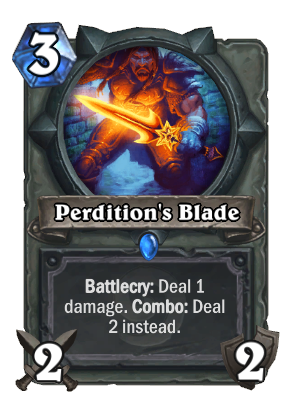 3
Perdition's Blade
Battlecry: Deal 1
damage. Combo: Deal
2 instead.
2 2